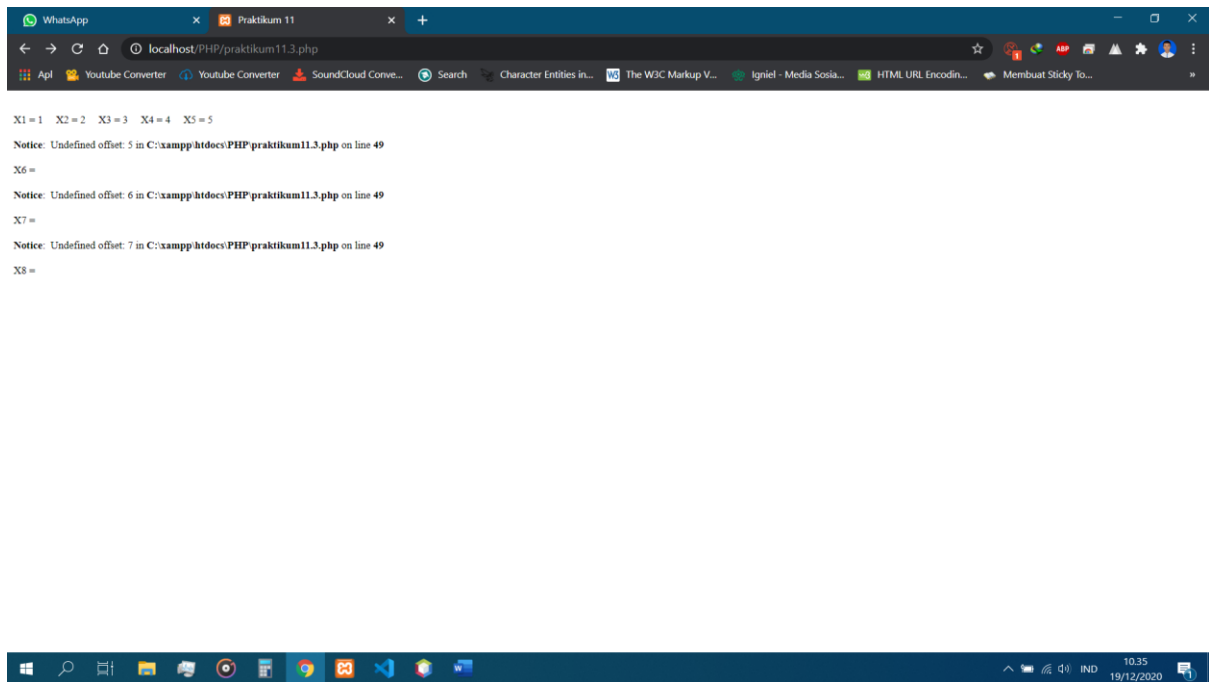 WhatsApp
Praktikum 11
localhost/PHP/praktikum11.3.php
ABP
1
Apl
Youtube Converter
Youtube Converter
SoundCloud Conve...
Search
Character Entities in...
The W3C Markup V...
Igniel - Media Sosia...
HTML URL Encodin...
Membuat Sticky To...
»
X1 = 1 X2 = 2 X3 = 3 X4 = 4 X5 = 5
Notice: Undefined offset: 5 in C:\xampp\htdocs\PHP\praktikum11.3.php on line 49
X6 =
Notice: Undefined offset: 6 in C:\xampp\htdocs\PHP\praktikum11.3.php on line 49
X7 =
Notice: Undefined offset: 7 in C:\xampp\htdocs\PHP\praktikum11.3.php on line 49
X8 =
IND
10.35
19/12/2020
1